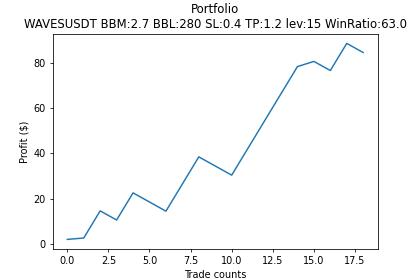 Portfolio
WAVESUSDT BBM:2.7 BBL:280 SL:0.4 TP:1.2 lev:15 WinRatio:63.0
80
60
40
20
0
Profit ($)
0.0 2.5 5.0 7.5 10.0 12.5 15.0 17.5
Trade counts